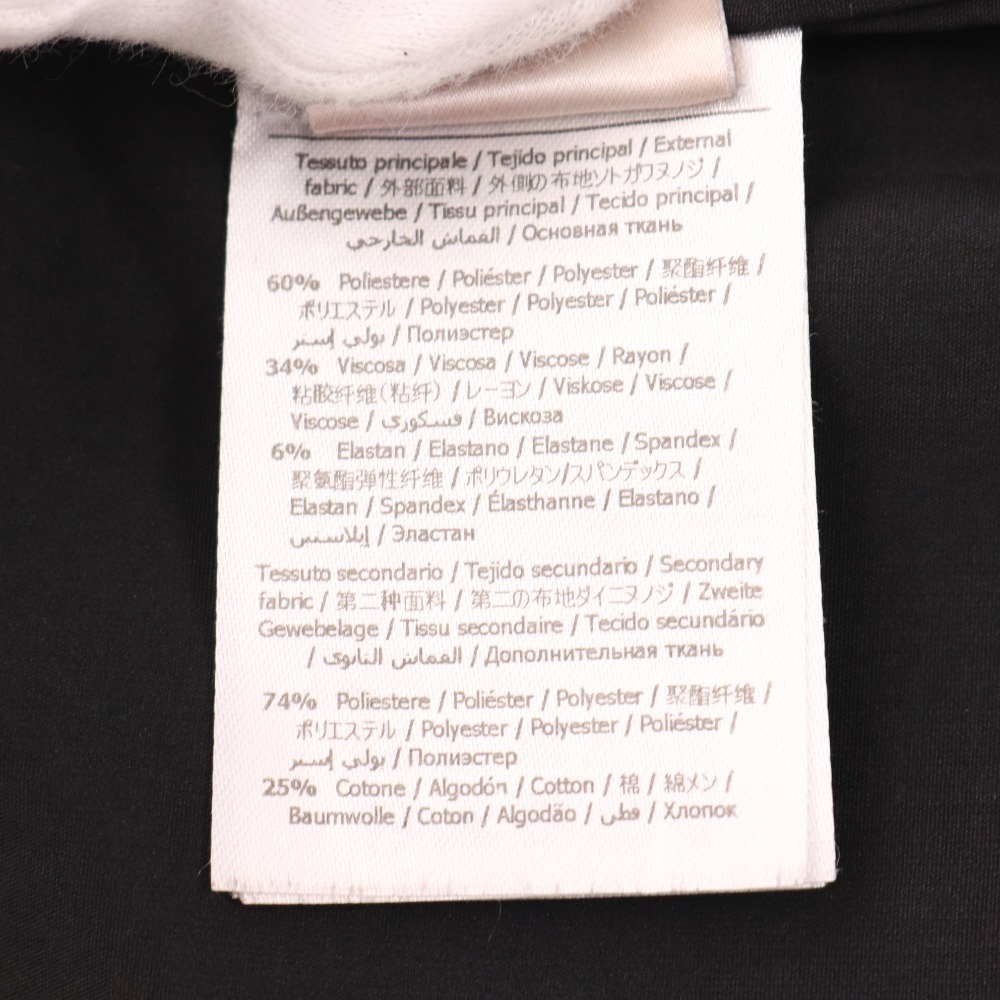 Tessuto principale / Tejido principal / External
fabric / 外部面料 / 外側の布地ソトガワヌノジ /
Außengewebe / Tissu principal / Tecido principal /
القماش الخارجي / Основная ткань
60% Poliestere / Poliéster / Polyester / 聚酯纤维 /
ポリエステル / Polyester / Polyester / Poliéster /
بولي إستر / Полиэстер
34% Viscosa / Viscosa / Viscose / Rayon /
粘胶纤维(粘纤) / レーヨン / Viskose / Viscose /
Viscose / فسكوزي / Вискоза
6% Elastan / Elastano / Elastane / Spandex /
聚氨酯弹性纤维 / ポリウレタン/スパンデックス /
Elastan / Spandex / Élasthanne / Elastano /
إيلاستين / Эластан
Tessuto secondario / Tejido secundario / Secondary
fabric / 第二种面料 / 第二の布地ダイニヌノジ / Zweite
Gewebelage / Tissu secondaire / Tecido secundário
/ القماش الثانوي / Дополнительная ткань
74% Poliestere / Poliéster / Polyester / 聚酯纤维 /
ポリエステル / Polyester / Polyester / Poliéster /
بولي إستر / Полиэстер
25% Cotone / Algodón / Cotton / 棉 / 綿メン /
Baumwolle / Coton / Algodão / قطن / Хлопок